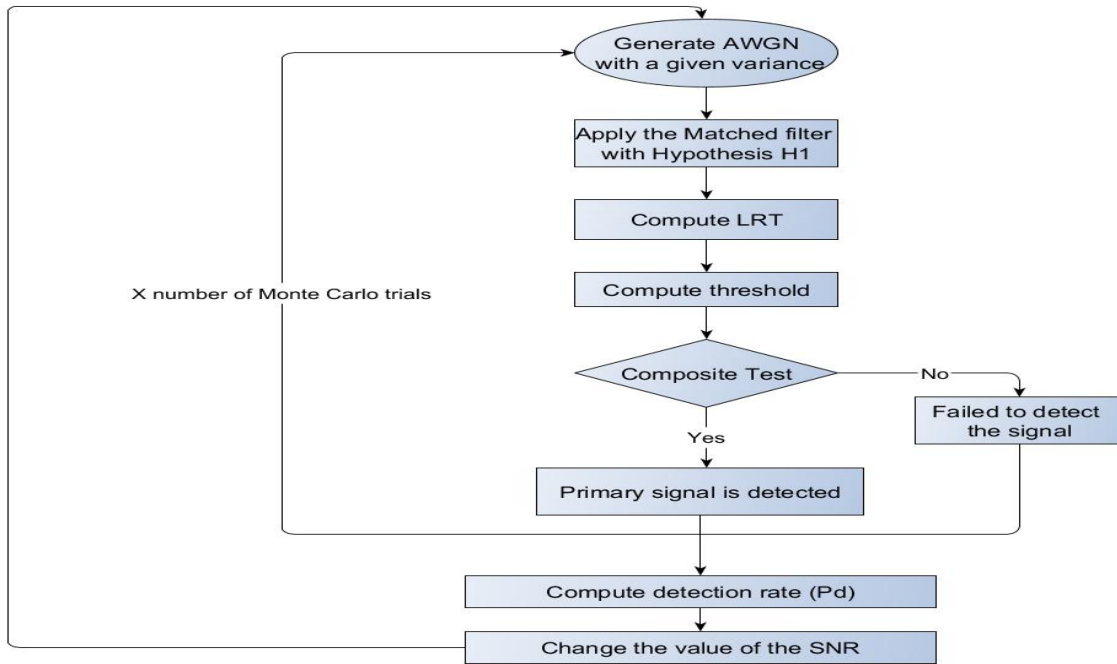 Generate AWGN
with a given variance
Apply the Matched filter
with Hypothesis H1
Compute LRT
Compute threshold
X number of Monte Carlo trials
Composite Test
No
Failed to detect
the signal
Yes
Primary signal is detected
Compute detection rate (Pd)
Change the value of the SNR